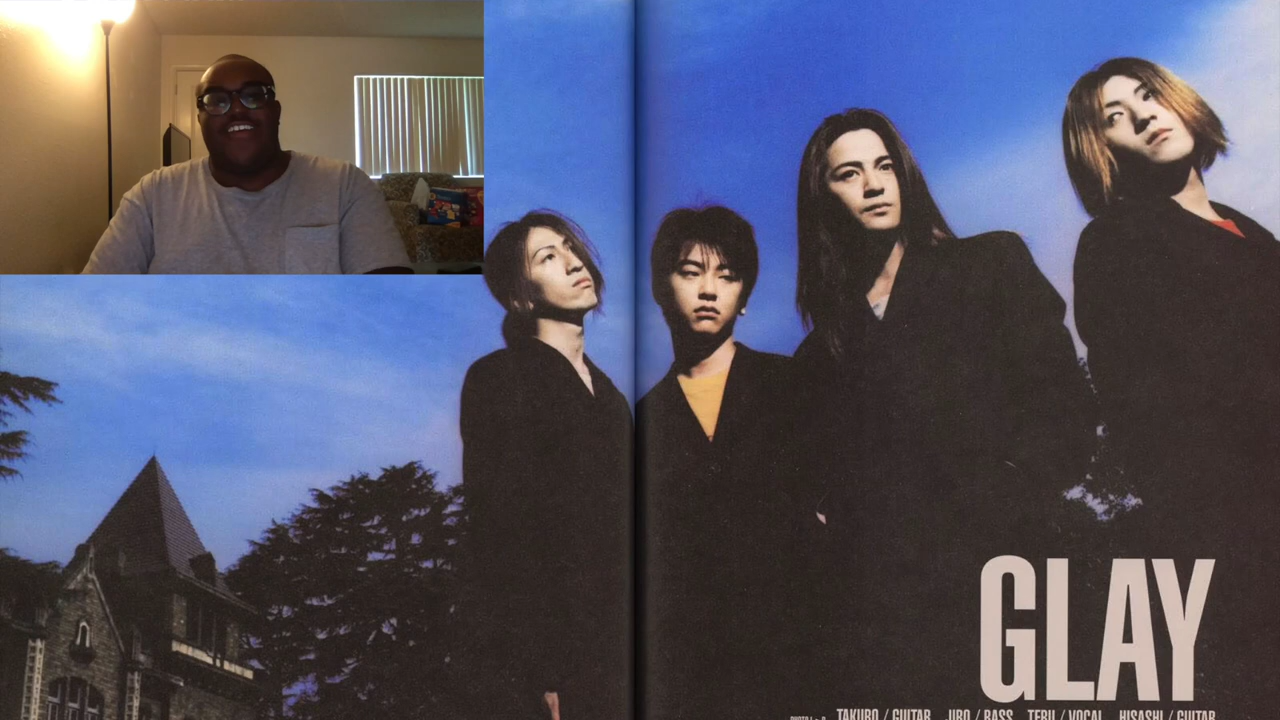 GLAY
TAKURO / GUITAR JIRO / BASS TERU / VOCAL HISASHI / GUITAR